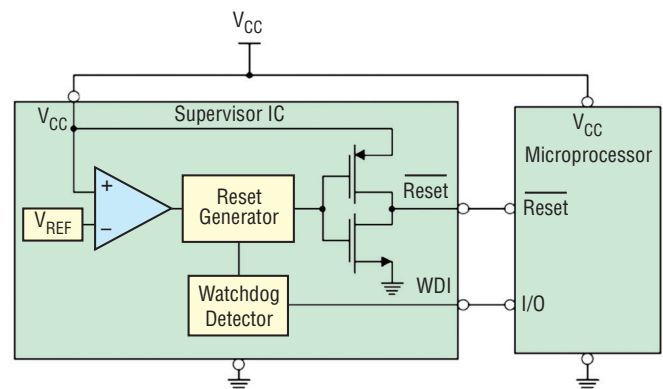 VCC
VCC
Supervisor IC
VCC
Microprocessor
+
−
VREF
Reset
Generator
Reset
Reset
Watchdog
Detector
WDI
I/O